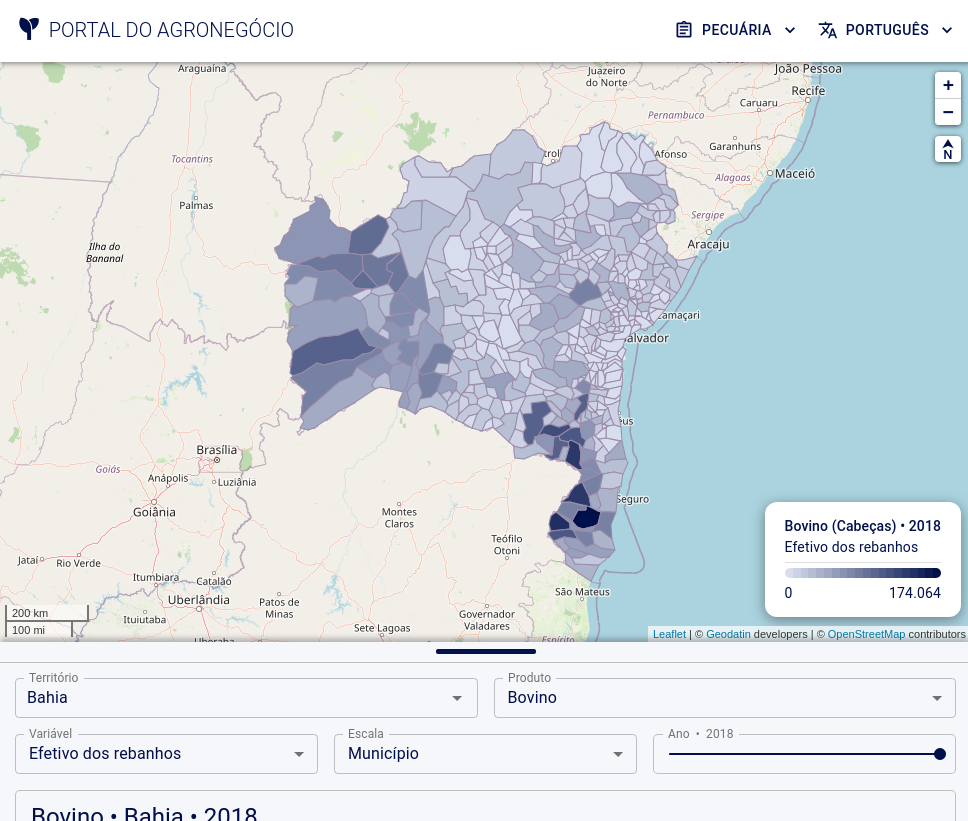 PORTAL DO AGRONEGÓCIO
PECUÁRIA
PORTUGUÊS
Araguaína
Juazeiro
do Norte
João Pessoa
Recife
Caruaru
Pernambuco
Garanhuns
Afonso
Alagoas
Maceió
Tocantins
Palmas
Sergipe
Aracaju
Ilha do
Bananal
+
−
N
amaçari
alvador
éus
Seguro
Brasília
Goiás
Anápolis
Luziânia
Goiânia
Montes
Claros
Teófilo
Otoni
Jataí
Rio Verde
Itumbiara
Catalão
Uberlândia
Ituiutaba
Patos de
Minas
Sete Lagoas
Governador
Valadares
São Mateus
Espírito
Uberaba
200 km
100 mi
Bovino (Cabeças) • 2018
Efetivo dos rebanhos
0 174.064
Leaflet | © Geodatin developers | © OpenStreetMap contributors
Território
Bahia
Produto
Bovino
Variável
Efetivo dos rebanhos
Escala
Município
Ano • 2018
Bovino • Bahia • 2018